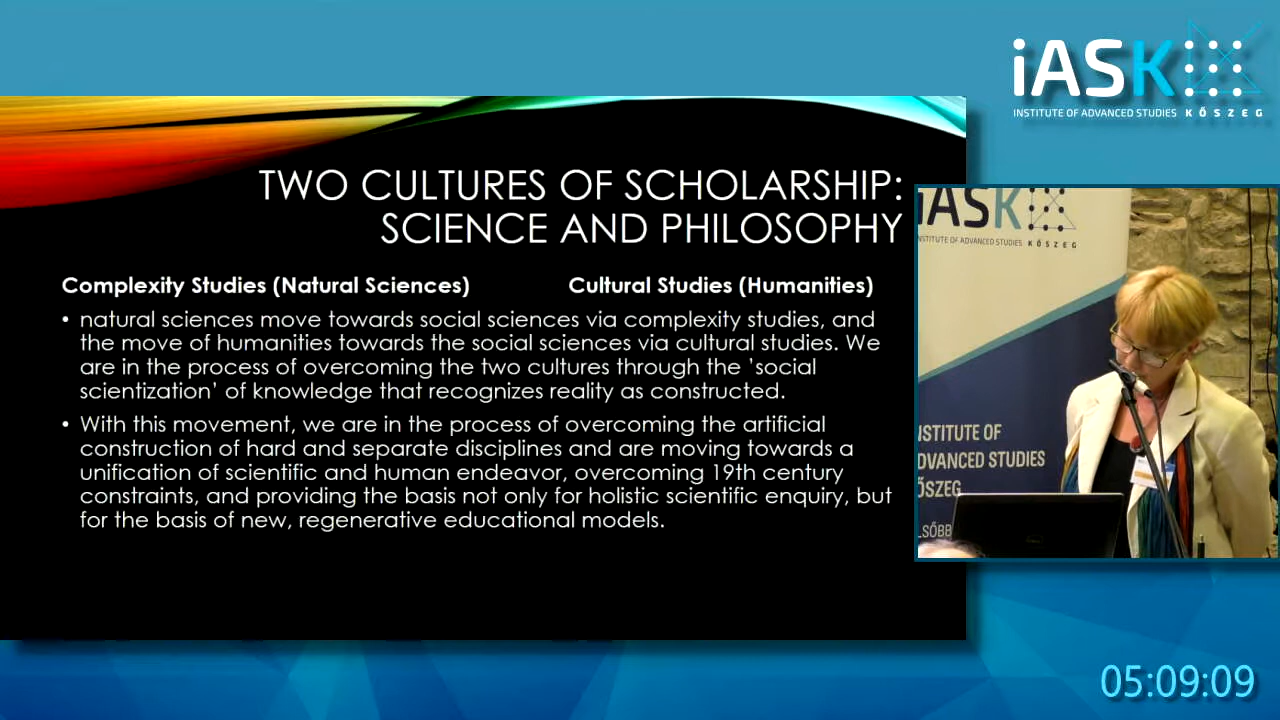 iASK
INSTITUTE OF ADVANCED STUDIES KŐSZEG
TWO CULTURES OF SCHOLARSHIP:
SCIENCE AND PHILOSOPHY
Complexity Studies (Natural Sciences) Cultural Studies (Humanities)
• natural sciences move towards social sciences via complexity studies, and
the move of humanities towards the social sciences via cultural studies. We
are in the process of overcoming the two cultures through the 'social
scientization' of knowledge that recognizes reality as constructed.
• With this movement, we are in the process of overcoming the artificial
construction of hard and separate disciplines and are moving towards a
unification of scientific and human endeavor, overcoming 19th century
constraints, and providing the basis not only for holistic scientific enquiry, but
for the basis of new, regenerative educational models.
iASK
NSTITUTE OF ADVANCED STUDIES KŐSZEG
NSTITUTE OF
DVANCED STUDIES
ŐSZEG
LSŐBB
05:09:09